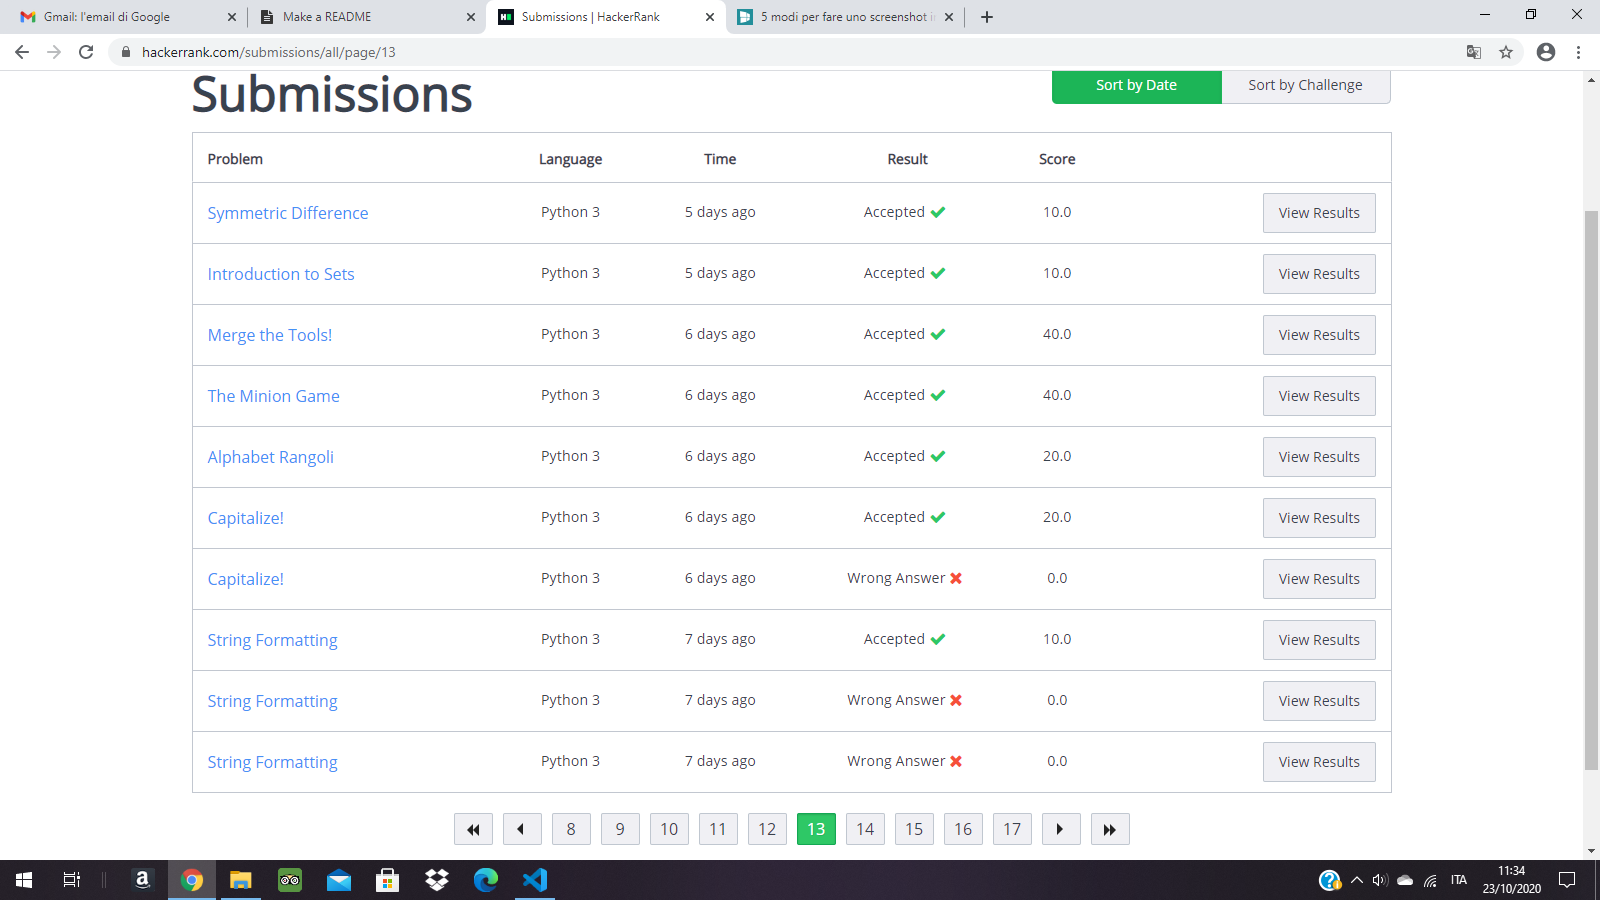 Gmail: l'email di Google
Make a README
Submissions | HackerRank
5 modi per fare uno screenshot i
hackerrank.com/submissions/all/page/13
Submissions
Sort by Date
Sort by Challenge
Problem Language Time Result Score
Symmetric Difference Python 3 5 days ago Accepted 10.0 View Results
Introduction to Sets Python 3 5 days ago Accepted 10.0 View Results
Merge the Tools! Python 3 6 days ago Accepted 40.0 View Results
The Minion Game Python 3 6 days ago Accepted 40.0 View Results
Alphabet Rangoli Python 3 6 days ago Accepted 20.0 View Results
Capitalize! Python 3 6 days ago Accepted 20.0 View Results
Capitalize! Python 3 6 days ago Wrong Answer 0.0 View Results
String Formatting Python 3 7 days ago Accepted 10.0 View Results
String Formatting Python 3 7 days ago Wrong Answer 0.0 View Results
String Formatting Python 3 7 days ago Wrong Answer 0.0 View Results
8 9 10 11 12 13 14 15 16 17
ITA
11:34
23/10/2020